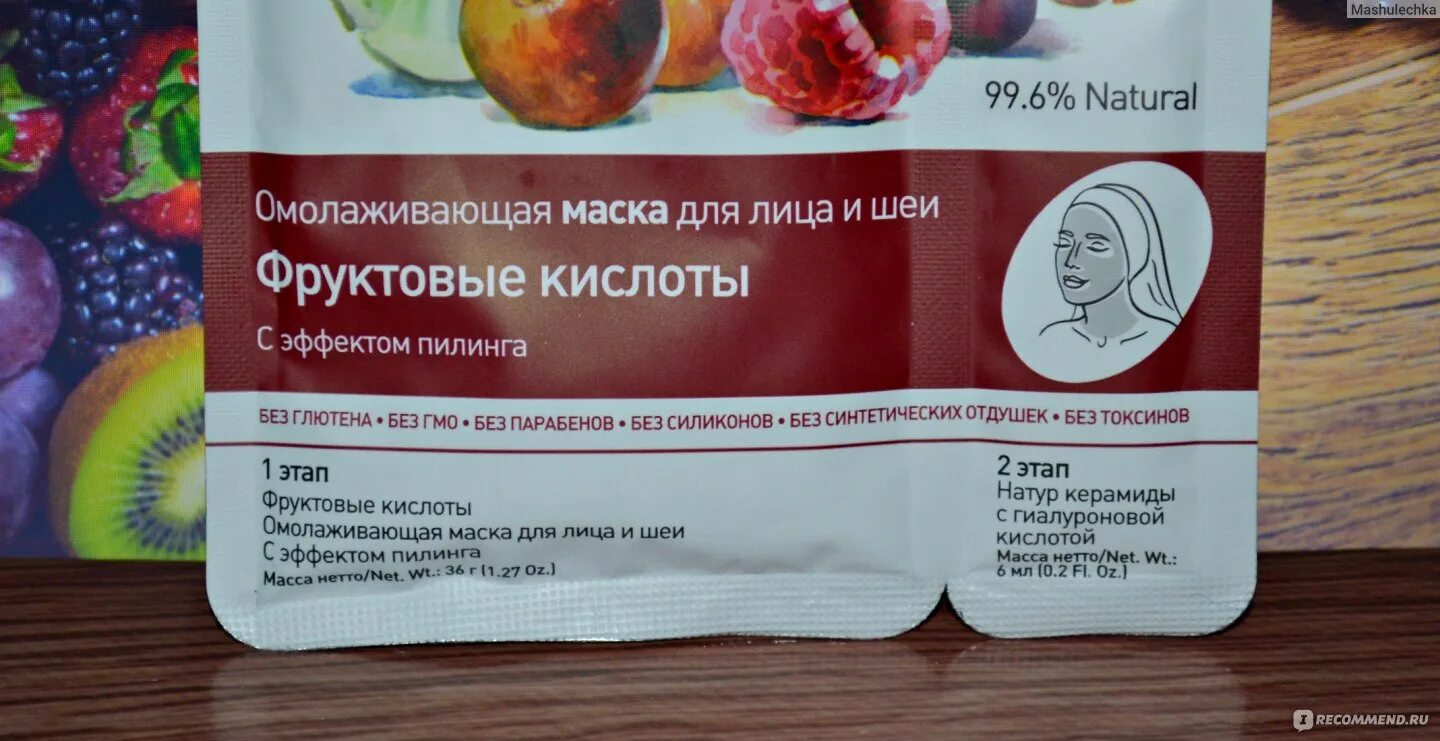 Mashulechka
99.6% Natural
Омолаживающая маска для лица и шеи
Фруктовые кислоты
С эффектом пилинга
БЕЗ ГЛЮТЕНА • БЕЗ ГМО • БЕЗ ПАРАБЕНОВ • БЕЗ СИЛИКОНОВ • БЕЗ СИНТЕТИЧЕСКИХ ОТДУШЕК • БЕЗ ТОКСИНОВ
1 этап
Фруктовые кислоты
Омолаживающая маска для лица и шеи
С эффектом пилинга
Масса нетто/Net. Wt.: 36 г (1.27 Oz.)
2 этап
Натур керамиды
с гиалуроновой
кислотой
Масса нетто/Net. Wt.:
6 мл (0.2 Fl. Oz.)
IRECOMMEND.RU